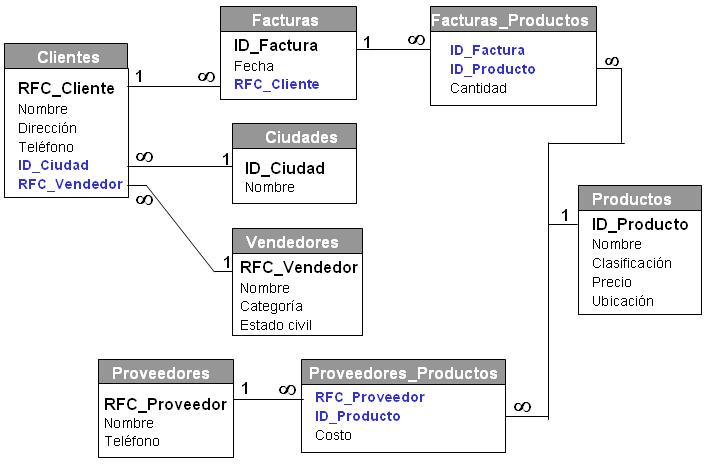 Clientes
RFC_Cliente
Nombre
Dirección
Teléfono
ID_Ciudad
RFC_Vendedor
1
∞
Facturas
ID_Factura
Fecha
RFC_Cliente
1
∞
Facturas_Productos
ID_Factura
ID_Producto
Cantidad
∞
∞
1
Ciudades
ID_Ciudad
Nombre
∞
1
Vendedores
RFC_Vendedor
Nombre
Categoría
Estado civil
1
Productos
ID_Producto
Nombre
Clasificación
Precio
Ubicación
Proveedores
RFC_Proveedor
Nombre
Teléfono
1
∞
Proveedores_Productos
RFC_Proveedor
ID_Producto
Costo
∞